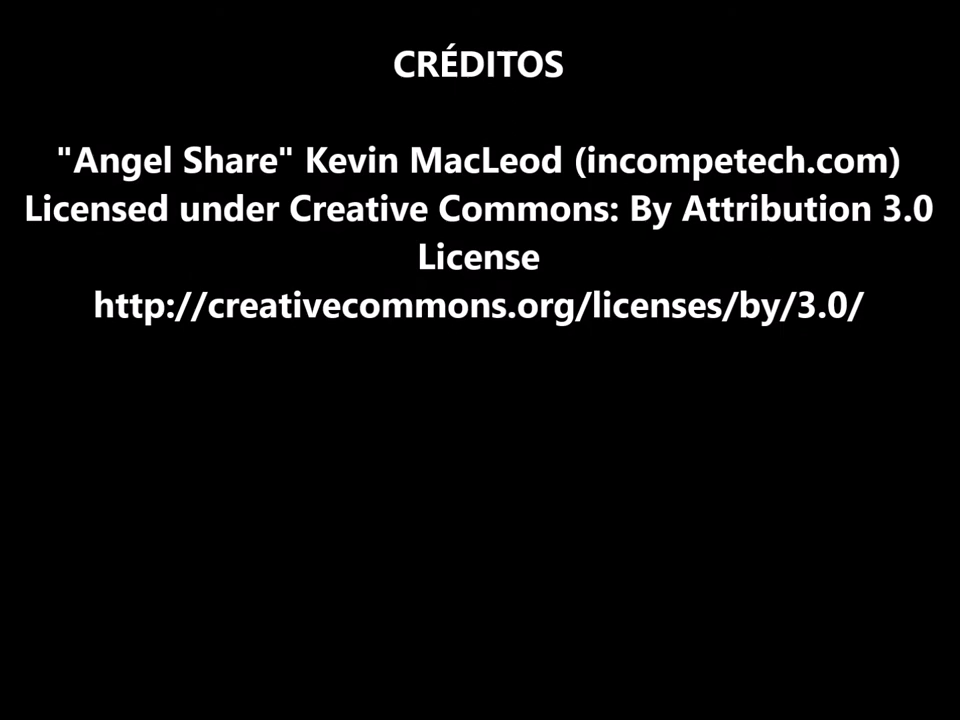 CRÉDITOS
"Angel Share" Kevin MacLeod (incompetech.com)
Licensed under Creative Commons: By Attribution 3.0
License
http://creativecommons.org/licenses/by/3.0/